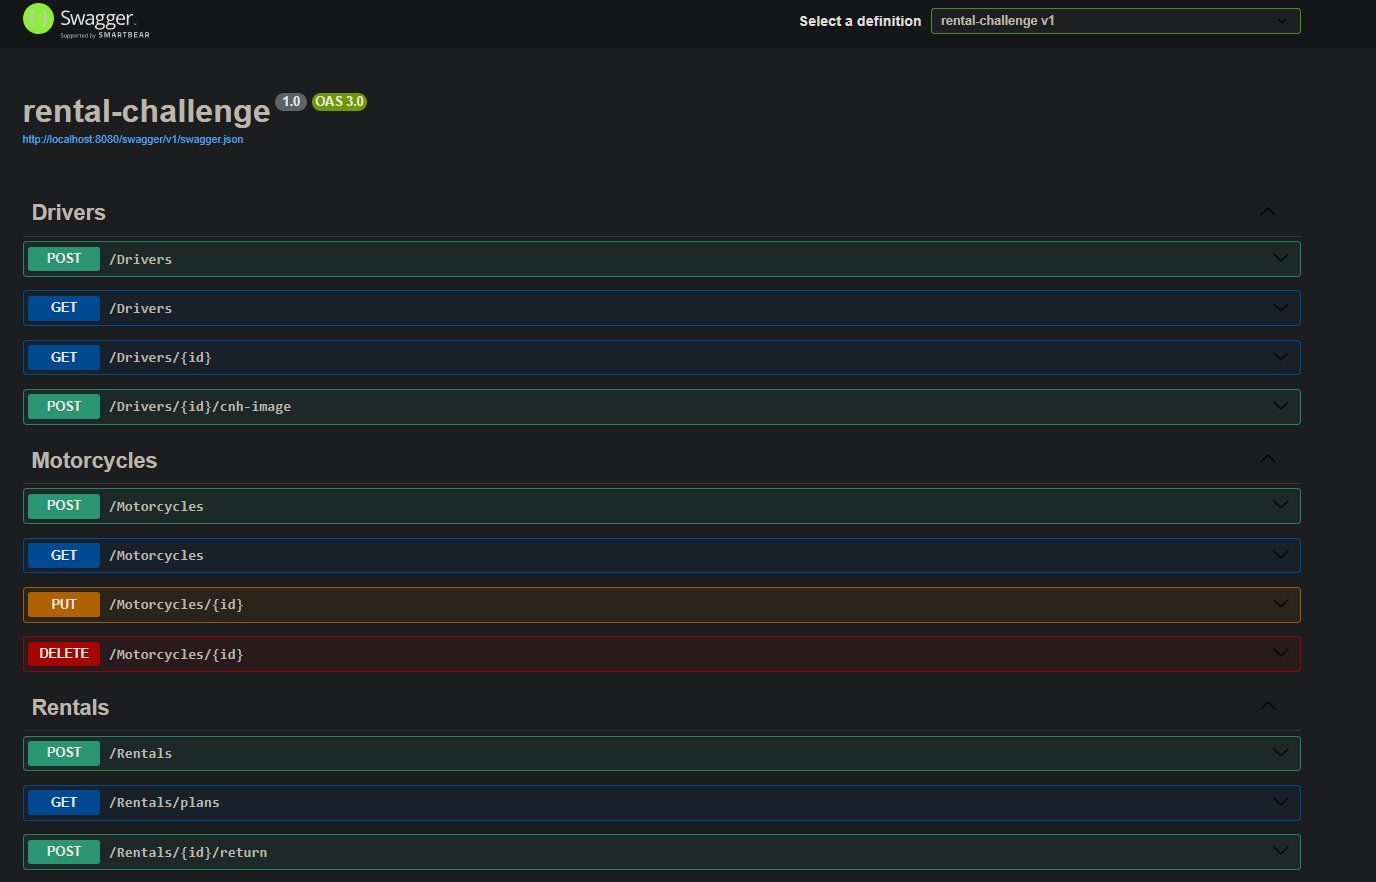 Swagger
Supported by SMARTBEAR
Select a definition
rental-challenge v1
rental-challenge 1.0 OAS 3.0
http://localhost:8080/swagger/v1/swagger.json
Drivers
POST /Drivers
GET /Drivers
GET /Drivers/{id}
POST /Drivers/{id}/cnh-image
Motorcycles
POST /Motorcycles
GET /Motorcycles
PUT /Motorcycles/{id}
DELETE /Motorcycles/{id}
Rentals
POST /Rentals
GET /Rentals/plans
POST /Rentals/{id}/return